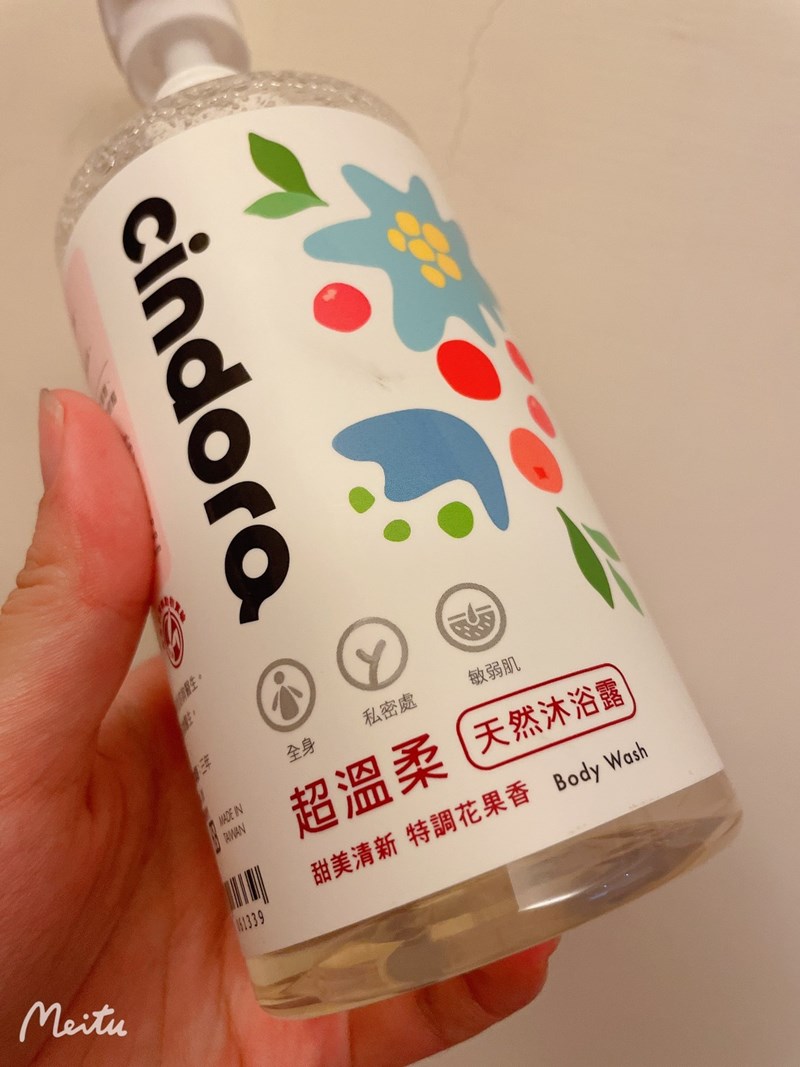 cindora
全身
私密處
敏弱肌
超溫柔
天然沐浴露
甜美清新 特調花果香
Body Wash
MADE IN
TAIWAN
61339
Meitu